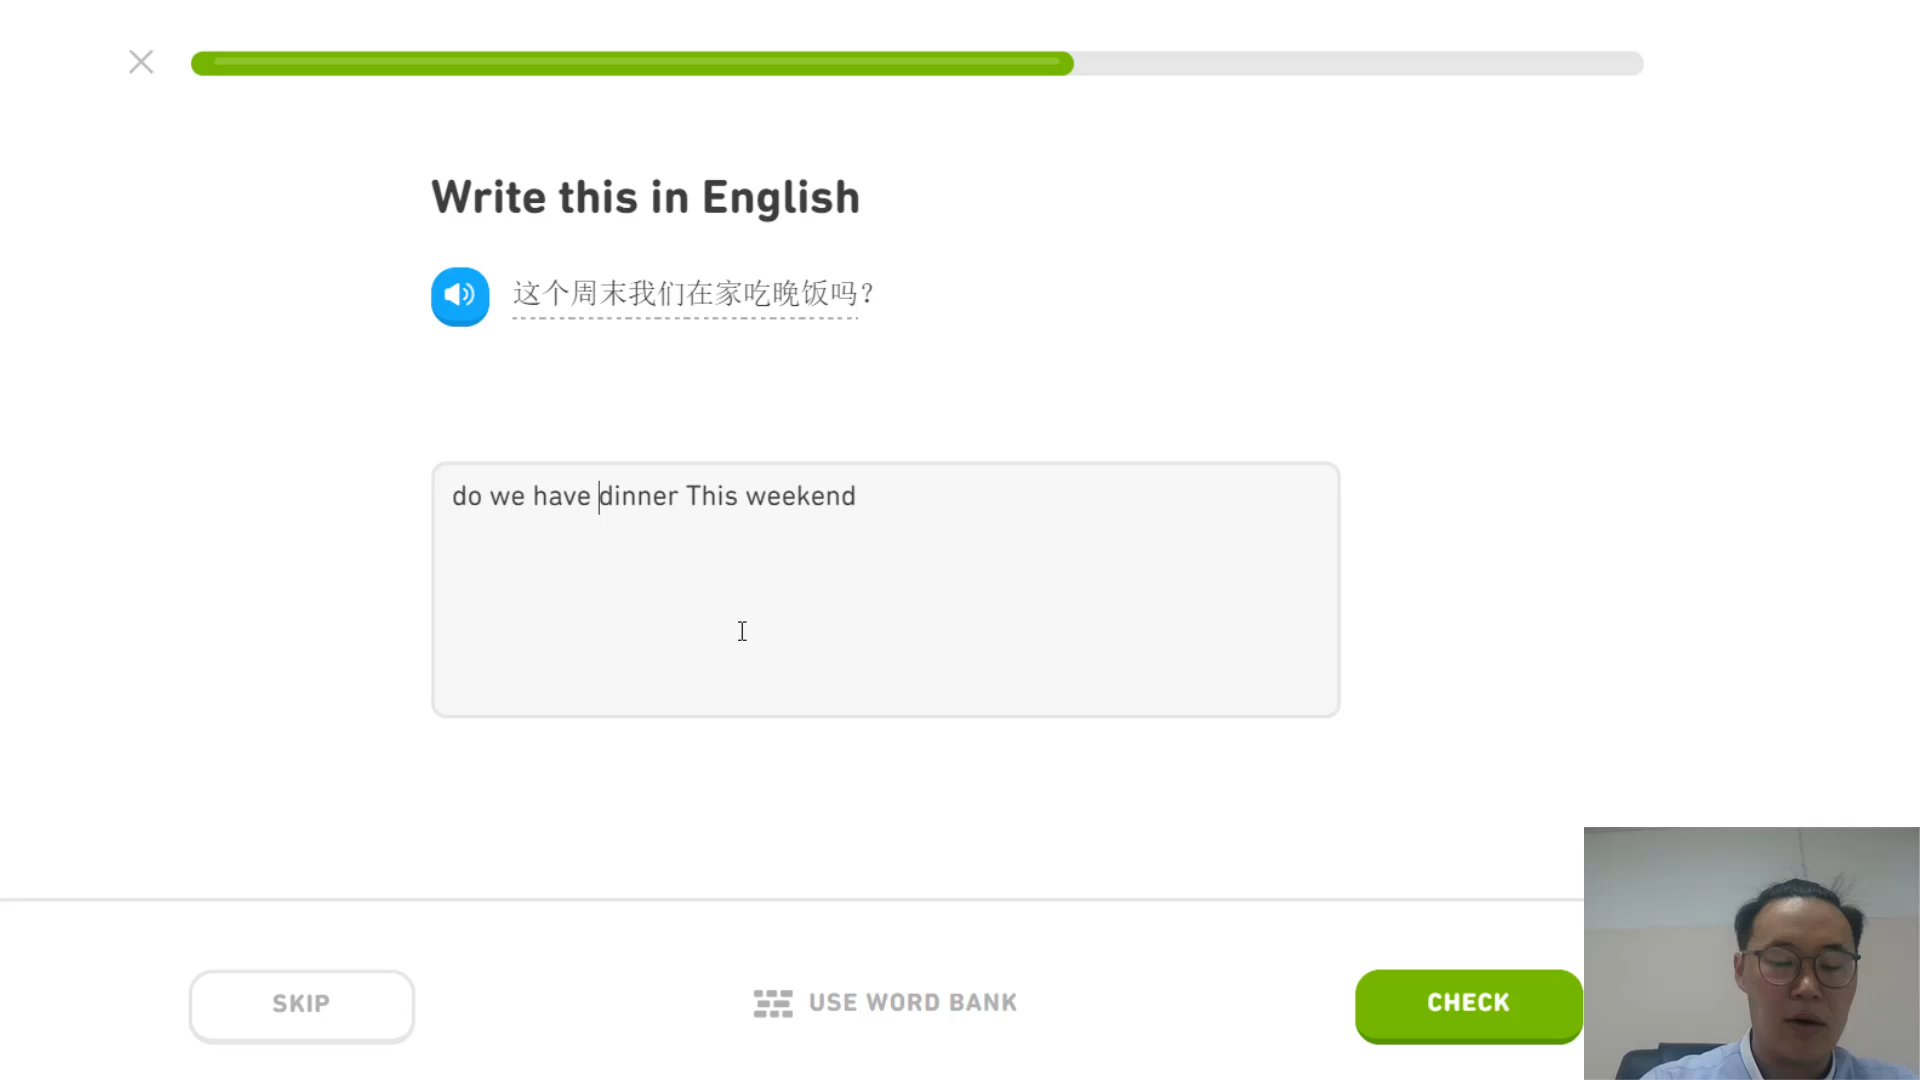 Write this in English
这个周末我们在家吃晚饭吗?
do we have dinner This weekend
SKIP
USE WORD BANK
CHECK